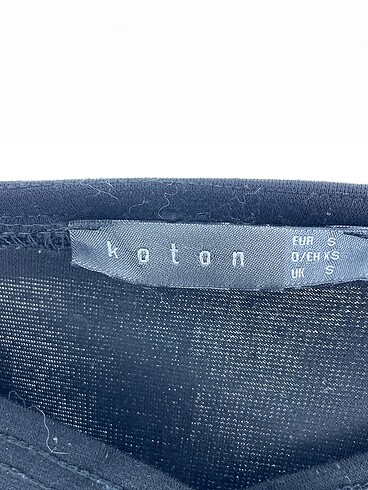 koton
EUR S
D/EH XS
UK S